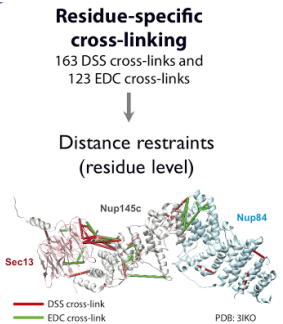 Residue-specific
cross-linking
163 DSS cross-links and
123 EDC cross-links
Distance restraints
(residue level)
Nup145c
Nup84
Sec13
DSS cross-link
EDC cross-link
PDB: 3IKO